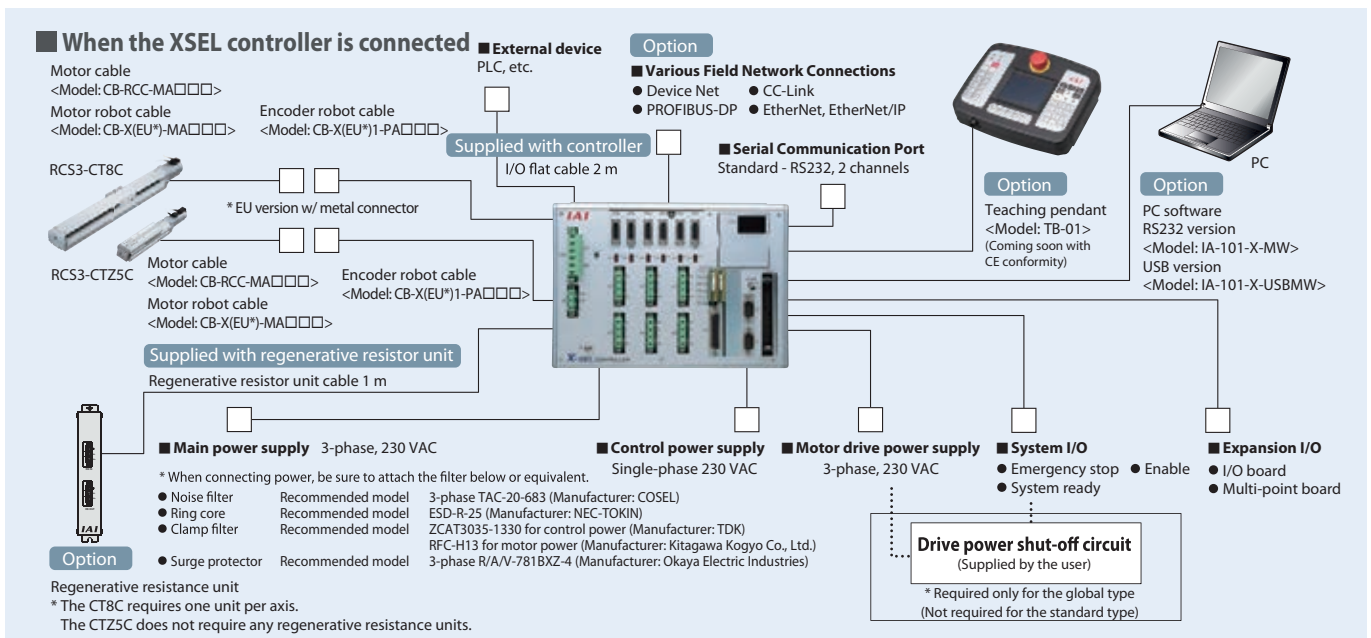 ■ When the XSEL controller is connected
Motor cable
<Model: CB-RCC-MA□□□>
Motor robot cable
<Model: CB-X(EU*)-MA□□□>
Encoder robot cable
<Model: CB-X(EU*)1-PA□□□>
■ External device
PLC, etc.
Option
■ Various Field Network Connections
● Device Net ● CC-Link
● PROFIBUS-DP ● EtherNet, EtherNet/IP
Supplied with controller
I/O flat cable 2 m
■ Serial Communication Port
Standard - RS232, 2 channels
RCS3-CT8C
* EU version w/ metal connector
RCS3-CTZ5C
Motor cable
<Model: CB-RCC-MA□□□>
Motor robot cable
<Model: CB-X(EU*)-MA□□□>
Encoder robot cable
<Model: CB-X(EU*)1-PA□□□>
IAI
X-SEL CONTROLLER
Option
Teaching pendant
<Model: TB-01>
(Coming soon with
CE conformity)
PC
Option
PC software
RS232 version
<Model: IA-101-X-MW>
USB version
<Model: IA-101-X-USBMW>
Supplied with regenerative resistor unit
Regenerative resistor unit cable 1 m
IAI
Option
Regenerative resistance unit
* The CT8C requires one unit per axis.
The CTZ5C does not require any regenerative resistance units.
■ Main power supply 3-phase, 230 VAC
* When connecting power, be sure to attach the filter below or equivalent.
● Noise filter Recommended model 3-phase TAC-20-683 (Manufacturer: COSEL)
● Ring core Recommended model ESD-R-25 (Manufacturer: NEC-TOKIN)
● Clamp filter Recommended model ZCAT3035-1330 for control power (Manufacturer: TDK)
RFC-H13 for motor power (Manufacturer: Kitagawa Kogyo Co., Ltd.)
● Surge protector Recommended model 3-phase R/A/V-781BXZ-4 (Manufacturer: Okaya Electric Industries)
■ Control power supply
Single-phase 230 VAC
■ Motor drive power supply
3-phase, 230 VAC
■ System I/O
● Emergency stop ● Enable
● System ready
■ Expansion I/O
● I/O board
● Multi-point board
Drive power shut-off circuit
(Supplied by the user)
* Required only for the global type
(Not required for the standard type)